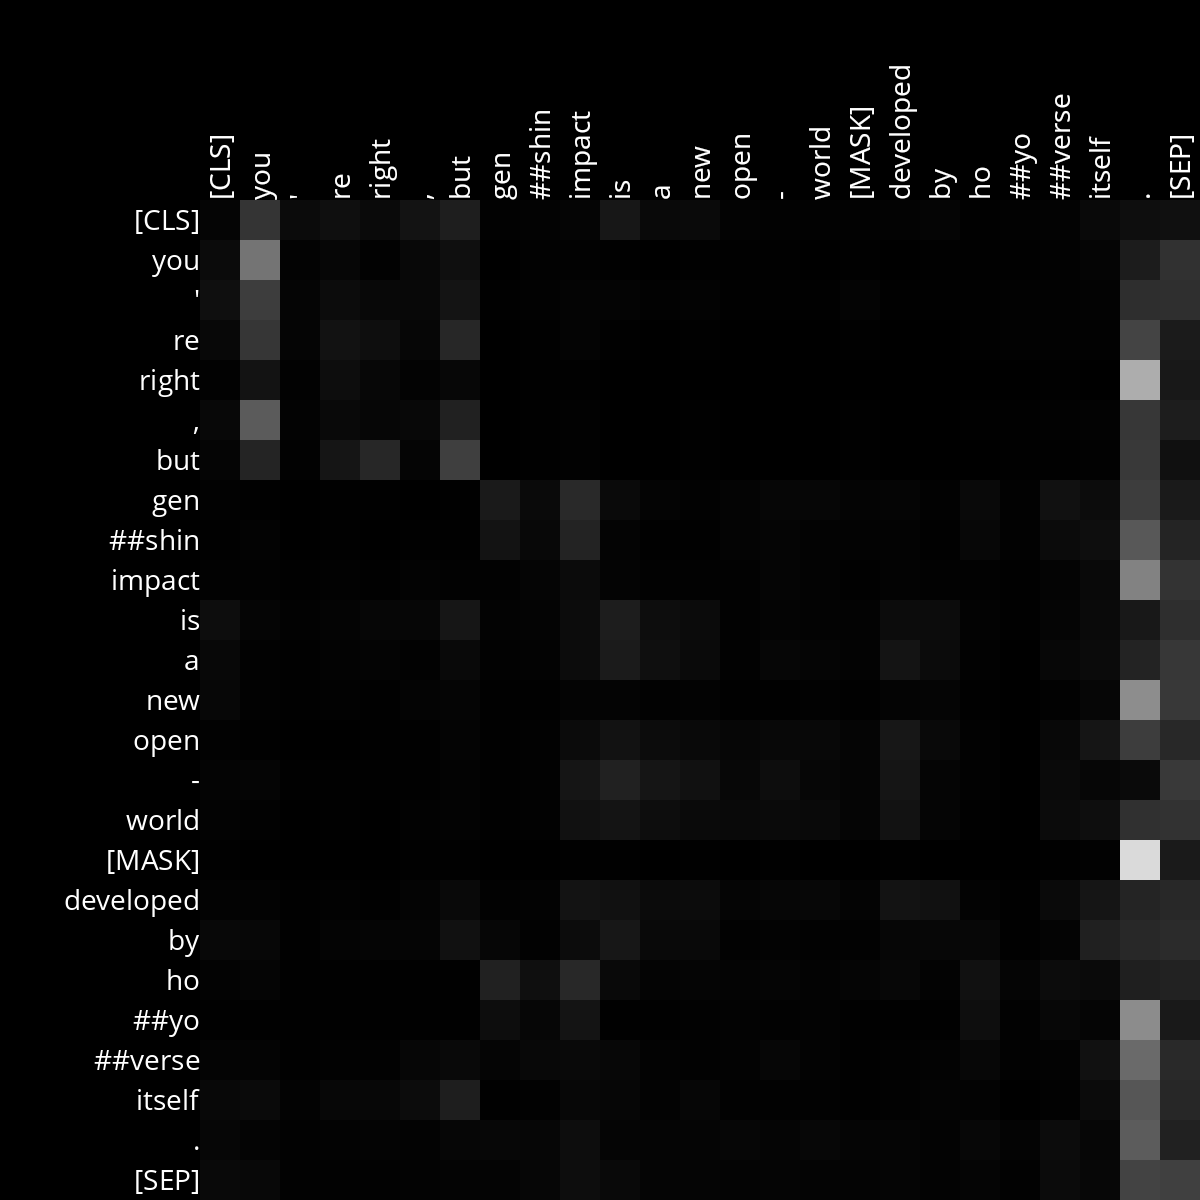 [CLS]
you
'
re
right
,
but
gen
##shin
impact
is
a
new
open
-
world
[MASK]
developed
by
ho
##yo
##verse
itself
.
[SEP]
[CLS]
you
'
re
right
,
but
gen
##shin
impact
is
a
new
open
-
world
[MASK]
developed
by
ho
##yo
##verse
itself
.
[SEP]